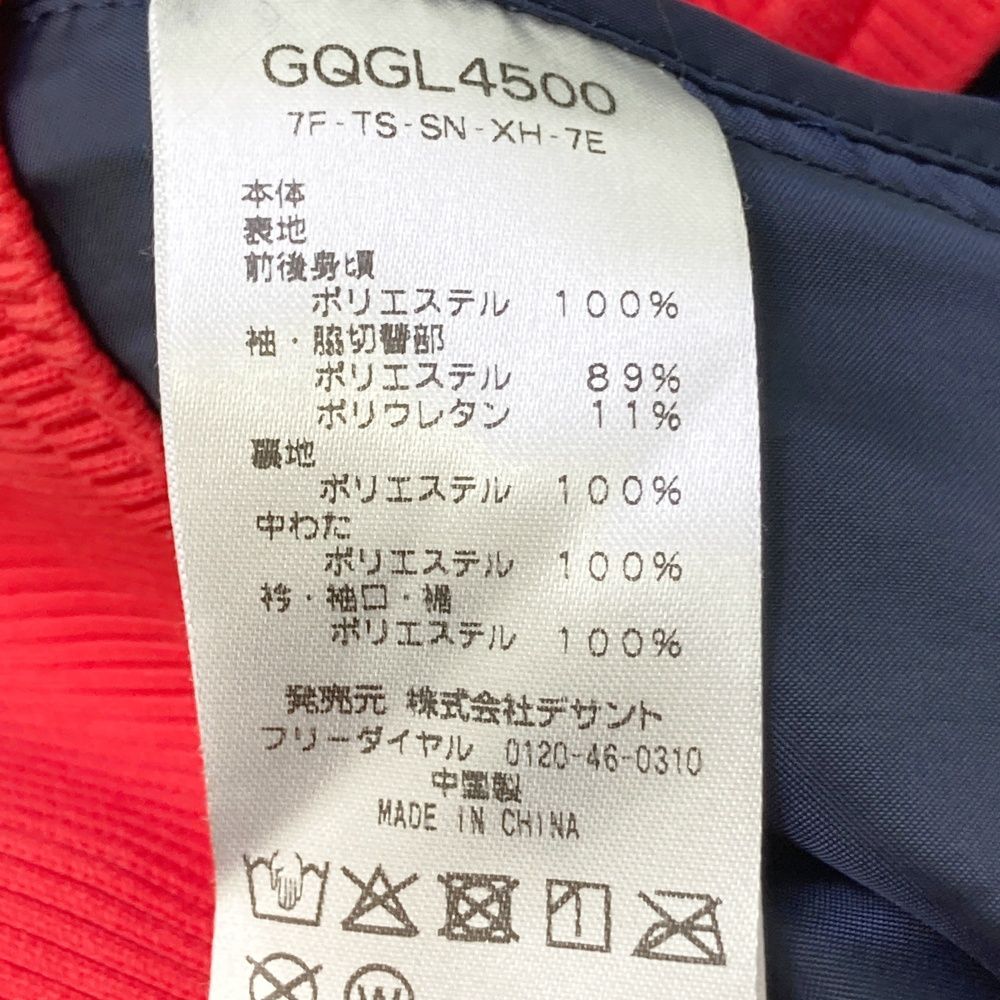 GQGL4500
7F-TS-SN-XH-7E
本体
表地
前後身頃
ポリエステル 100%
袖・脇切替部
ポリエステル 89%
ポリウレタン 11%
裏地
ポリエステル 100%
中わた
ポリエステル 100%
衿・袖口・裾
ポリエステル 100%
発売元 株式会社デサント
フリーダイヤル 0120-46-0310
中国製
MADE IN CHINA
W